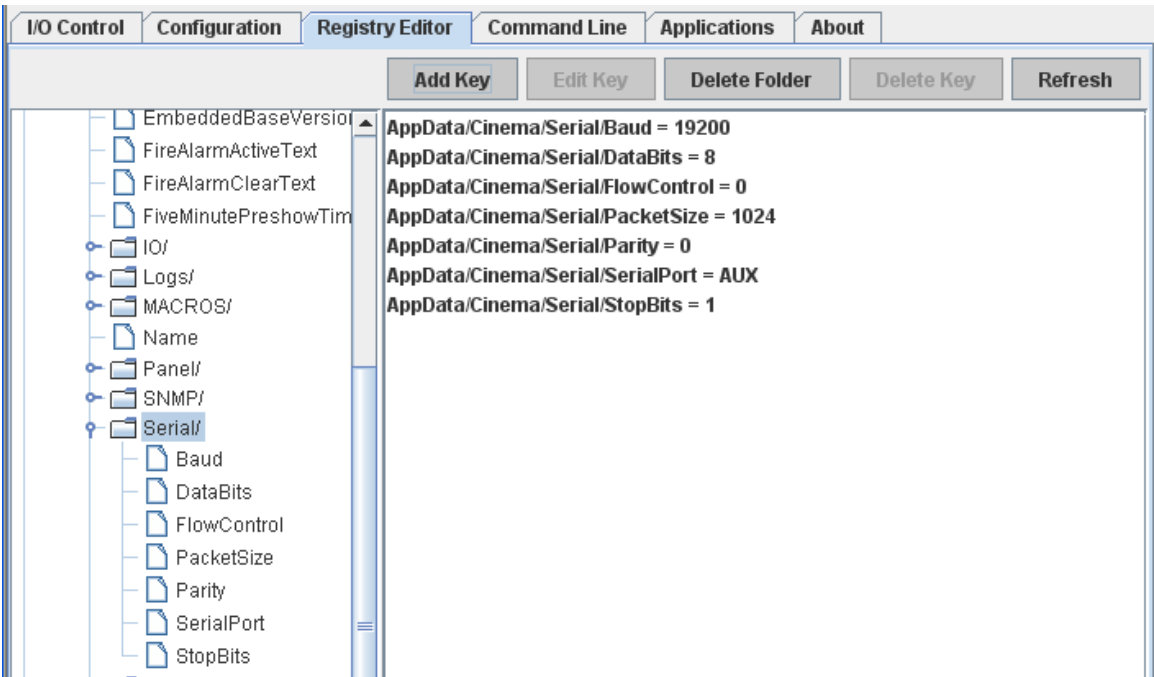 I/O Control Configuration Registry Editor Command Line Applications About
Add Key Edit Key Delete Folder Delete Key Refresh
EmbeddedBaseVersion
FireAlarmActiveText
FireAlarmClearText
FiveMinutePreshowTim
IO/
Logs/
MACROS/
Name
Panel/
SNMP/
Serial/
Baud
DataBits
FlowControl
PacketSize
Parity
SerialPort
StopBits
AppData/Cinema/Serial/Baud = 19200
AppData/Cinema/Serial/DataBits = 8
AppData/Cinema/Serial/FlowControl = 0
AppData/Cinema/Serial/PacketSize = 1024
AppData/Cinema/Serial/Parity = 0
AppData/Cinema/Serial/SerialPort = AUX
AppData/Cinema/Serial/StopBits = 1